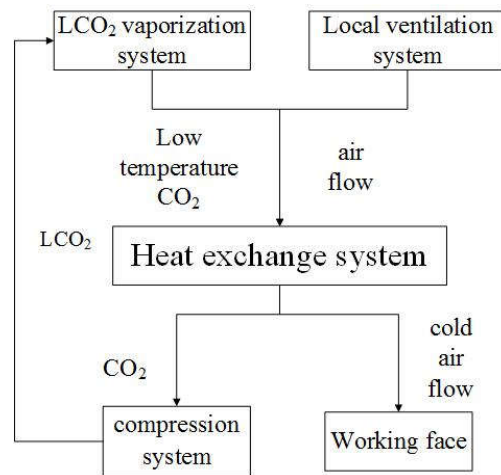 LCO₂ vaporization
system
Local ventilation
system
Low
temperature
CO₂
air
flow
LCO₂
Heat exchange system
CO₂
cold
air
flow
compression
system
Working face